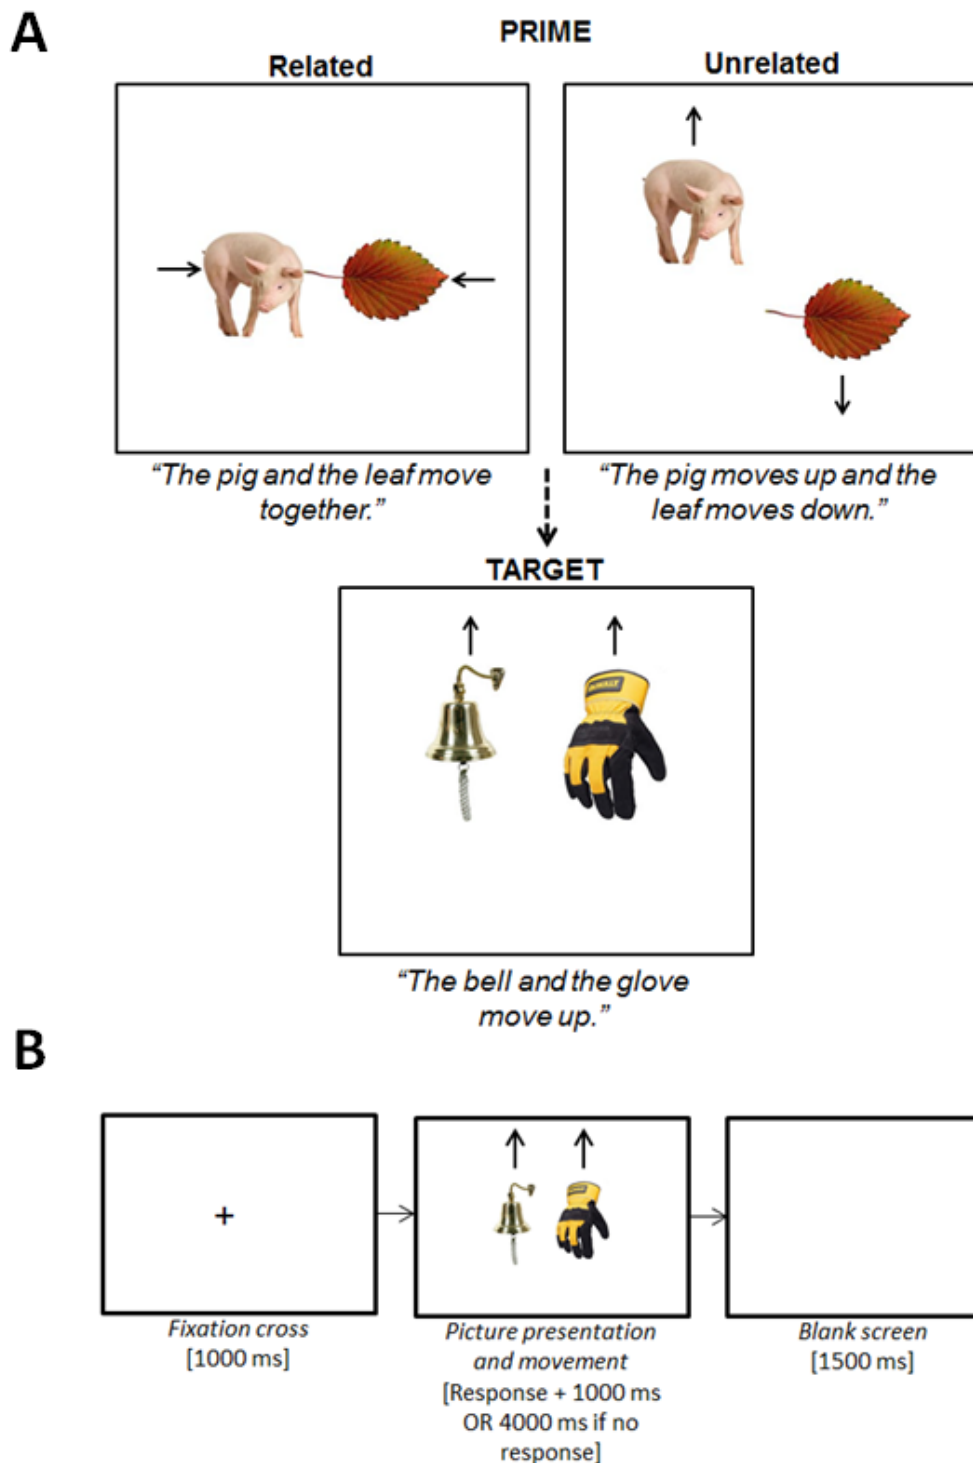 A
PRIME
Related
Unrelated
“The pig and the leaf move
together.”
“The pig moves up and the
leaf moves down.”
TARGET
DEWALT
“The bell and the glove
move up.”
B
+
Fixation cross
[1000 ms]
Picture presentation
and movement
[Response + 1000 ms
OR 4000 ms if no
response]
Blank screen
[1500 ms]